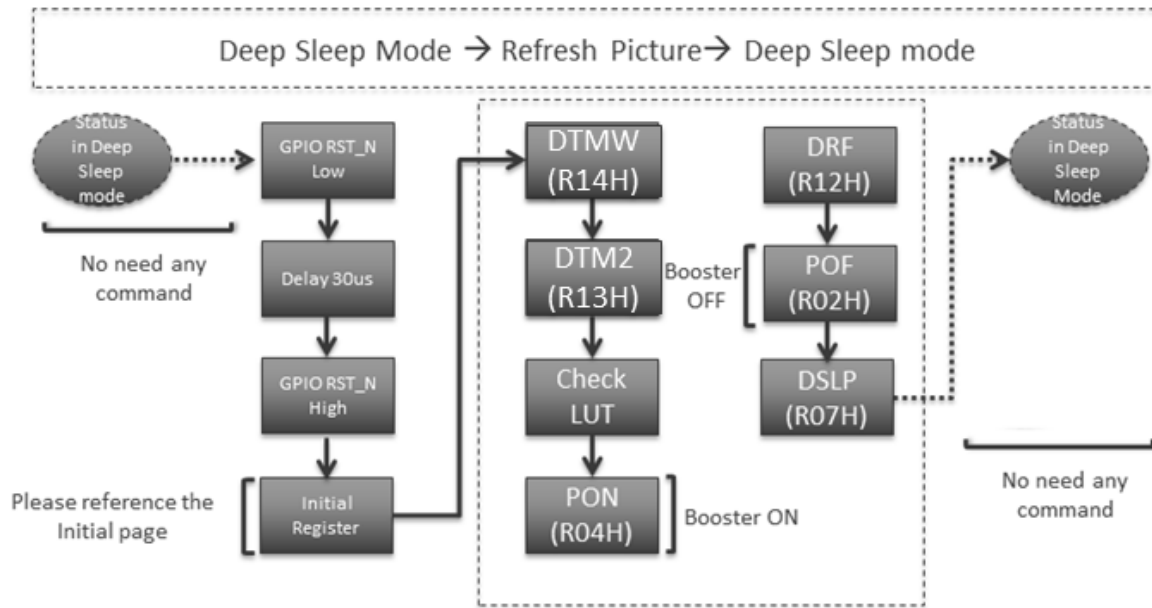 Deep Sleep Mode → Refresh Picture→ Deep Sleep mode
Status
in Deep
Sleep
mode
No need any
command
GPIO RST_N
Low
Delay 30us
GPIO RST_N
High
Please reference the
Initial page
Initial
Register
DTMW
(R14H)
DTM2
(R13H)
Check
LUT
PON
(R04H)
Booster ON
DRF
(R12H)
Booster
OFF
POF
(R02H)
DSLP
(R07H)
Status
in Deep
Sleep
Mode
No need any
command